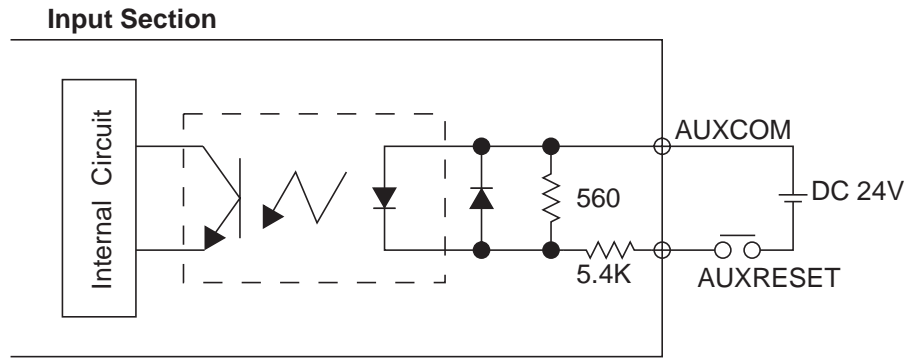 Input Section
Internal Circuit
AUXCOM
DC 24V
560
5.4K
AUXRESET